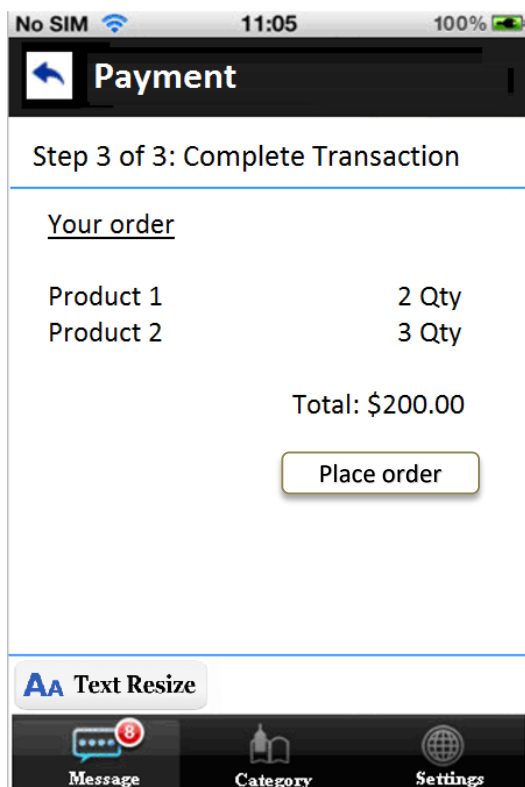 No SIM 11:05 100%
Payment
Step 3 of 3: Complete Transaction
Your order
Product 1 2 Qty
Product 2 3 Qty
Total: $200.00
Place order
AA Text Resize
8
Message Category Settings